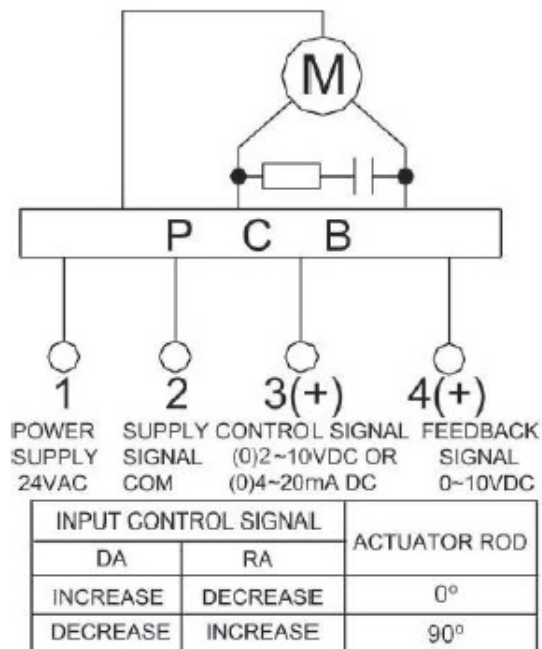 M
P C B
1 2 3(+) 4(+)
POWER SUPPLY CONTROL SIGNAL FEEDBACK
SUPPLY SIGNAL (0)2~10VDC OR SIGNAL
24VAC COM (0)4~20mA DC 0~10VDC
INPUT CONTROL SIGNAL ACTUATOR ROD
DA RA
INCREASE DECREASE 0°
DECREASE INCREASE 90°